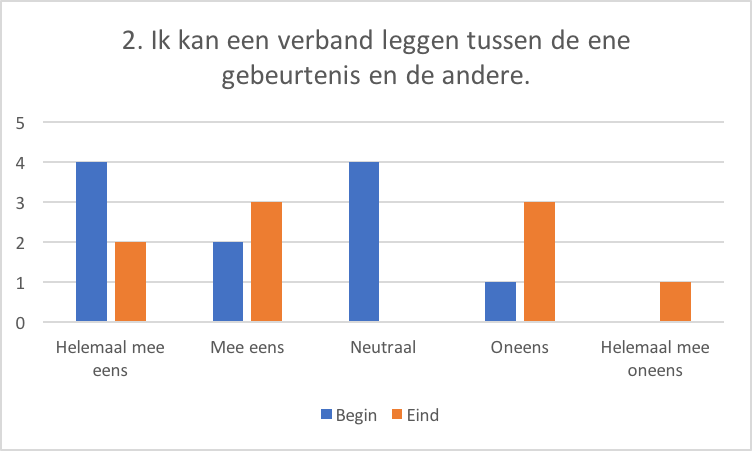 2. Ik kan een verband leggen tussen de ene
gebeurtenis en de andere.
5
4
3
2
1
0
Helemaal mee
eens
Mee eens
Neutraal
Oneens
Helemaal mee
oneens
Begin
Eind